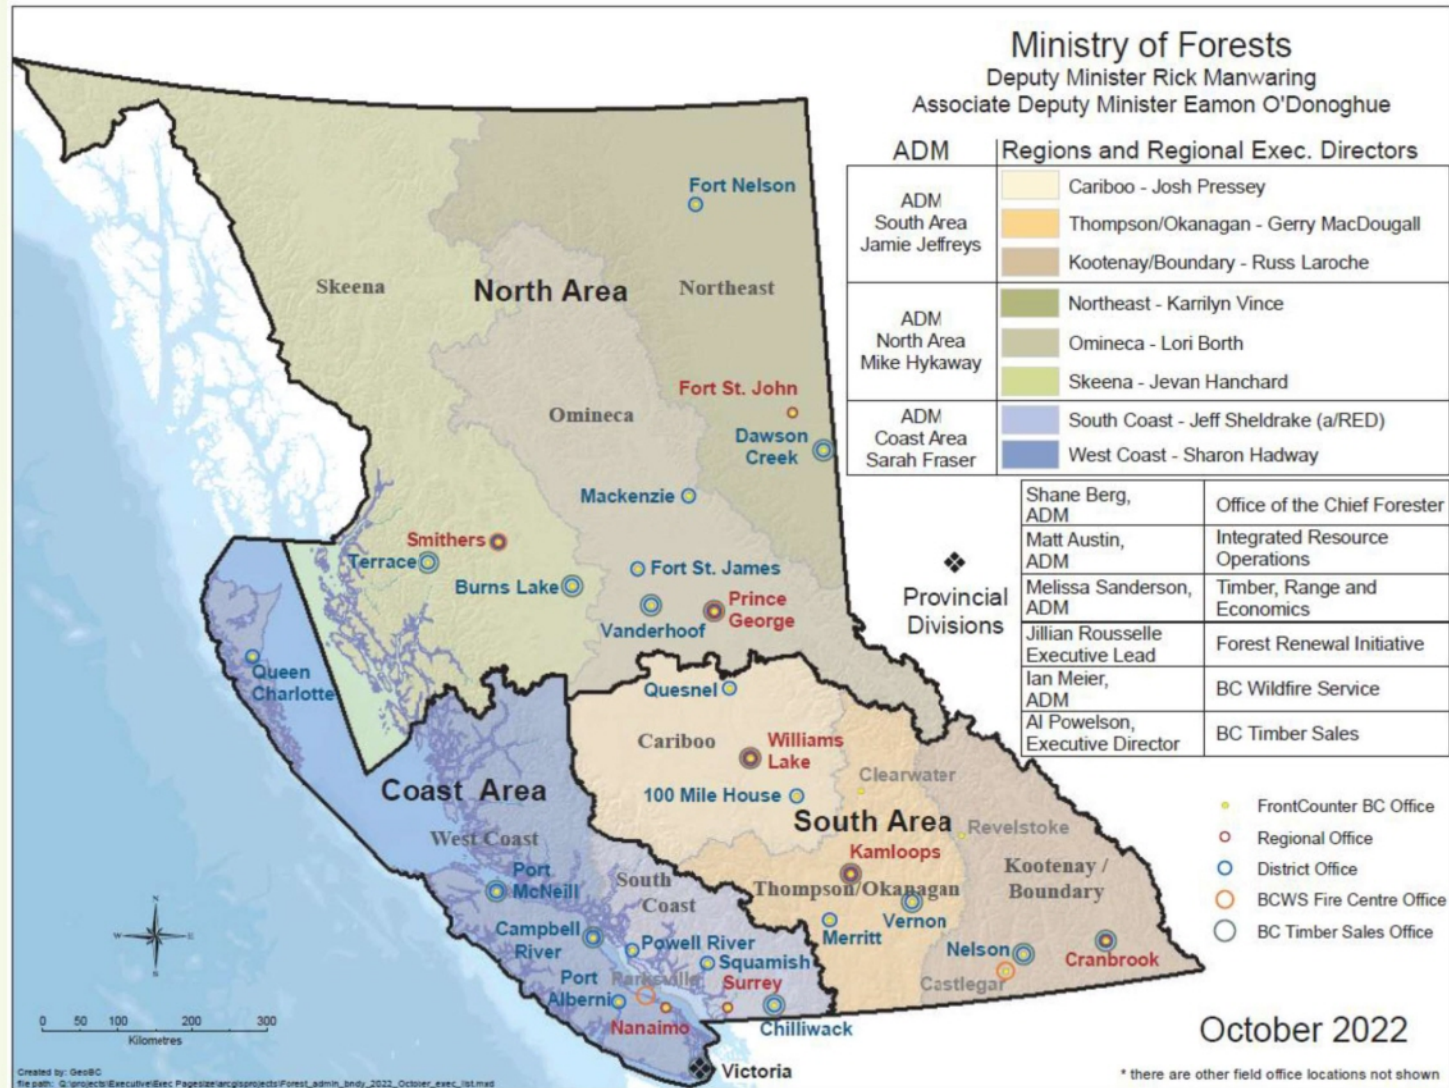 Ministry of Forests
Deputy Minister Rick Manwaring
Associate Deputy Minister Eamon O'Donoghue
ADM
Regions and Regional Exec. Directors
ADM
South Area
Jamie Jeffreys
Cariboo - Josh Pressey
Thompson/Okanagan - Gerry MacDougall
Kootenay/Boundary - Russ Laroche
ADM
North Area
Mike Hykaway
Northeast - Karrilyn Vince
Omineca - Lori Borth
Skeena - Jevan Hanchard
ADM
Coast Area
Sarah Fraser
South Coast - Jeff Sheldrake (a/RED)
West Coast - Sharon Hadway
Provincial
Divisions
Shane Berg,
ADM
Office of the Chief Forester
Matt Austin,
ADM
Integrated Resource
Operations
Melissa Sanderson,
ADM
Timber, Range and
Economics
Jillian Rousselle
Executive Lead
Forest Renewal Initiative
Ian Meier,
ADM
BC Wildfire Service
Al Powelson,
Executive Director
BC Timber Sales
FrontCounter BC Office
Regional Office
District Office
BCWS Fire Centre Office
BC Timber Sales Office
October 2022
* there are other field office locations not shown
Fort Nelson
Skeena
North Area
Northeast
Fort St. John
Omineca
Dawson
Creek
Mackenzie
Smithers
Terrace
Burns Lake
Fort St. James
Prince
George
Vanderhoof
Queen
Charlotte
Quesnel
Cariboo
Williams
Lake
100 Mile House
Clearwater
Coast Area
South Area
Revelstoke
West Coast
Kamloops
Kootenay /
Boundary
Port
McNeill
South
Coast
Thompson/Okanagan
Vernon
Merritt
Campbell
River
Powell River
Squamish
Nelson
Cranbrook
Castlegar
Port
Alberni
Parksville
Surrey
Nanaimo
Chilliwack
Victoria
N
W
E
S
0 50 100 200 300
Kilometres
Created by: GeoBC
file path: Q:\projects\Executive\Exec Pagesize\arcgisprojects\Forest_admin_bndy_2022_October_exec_list.mxd